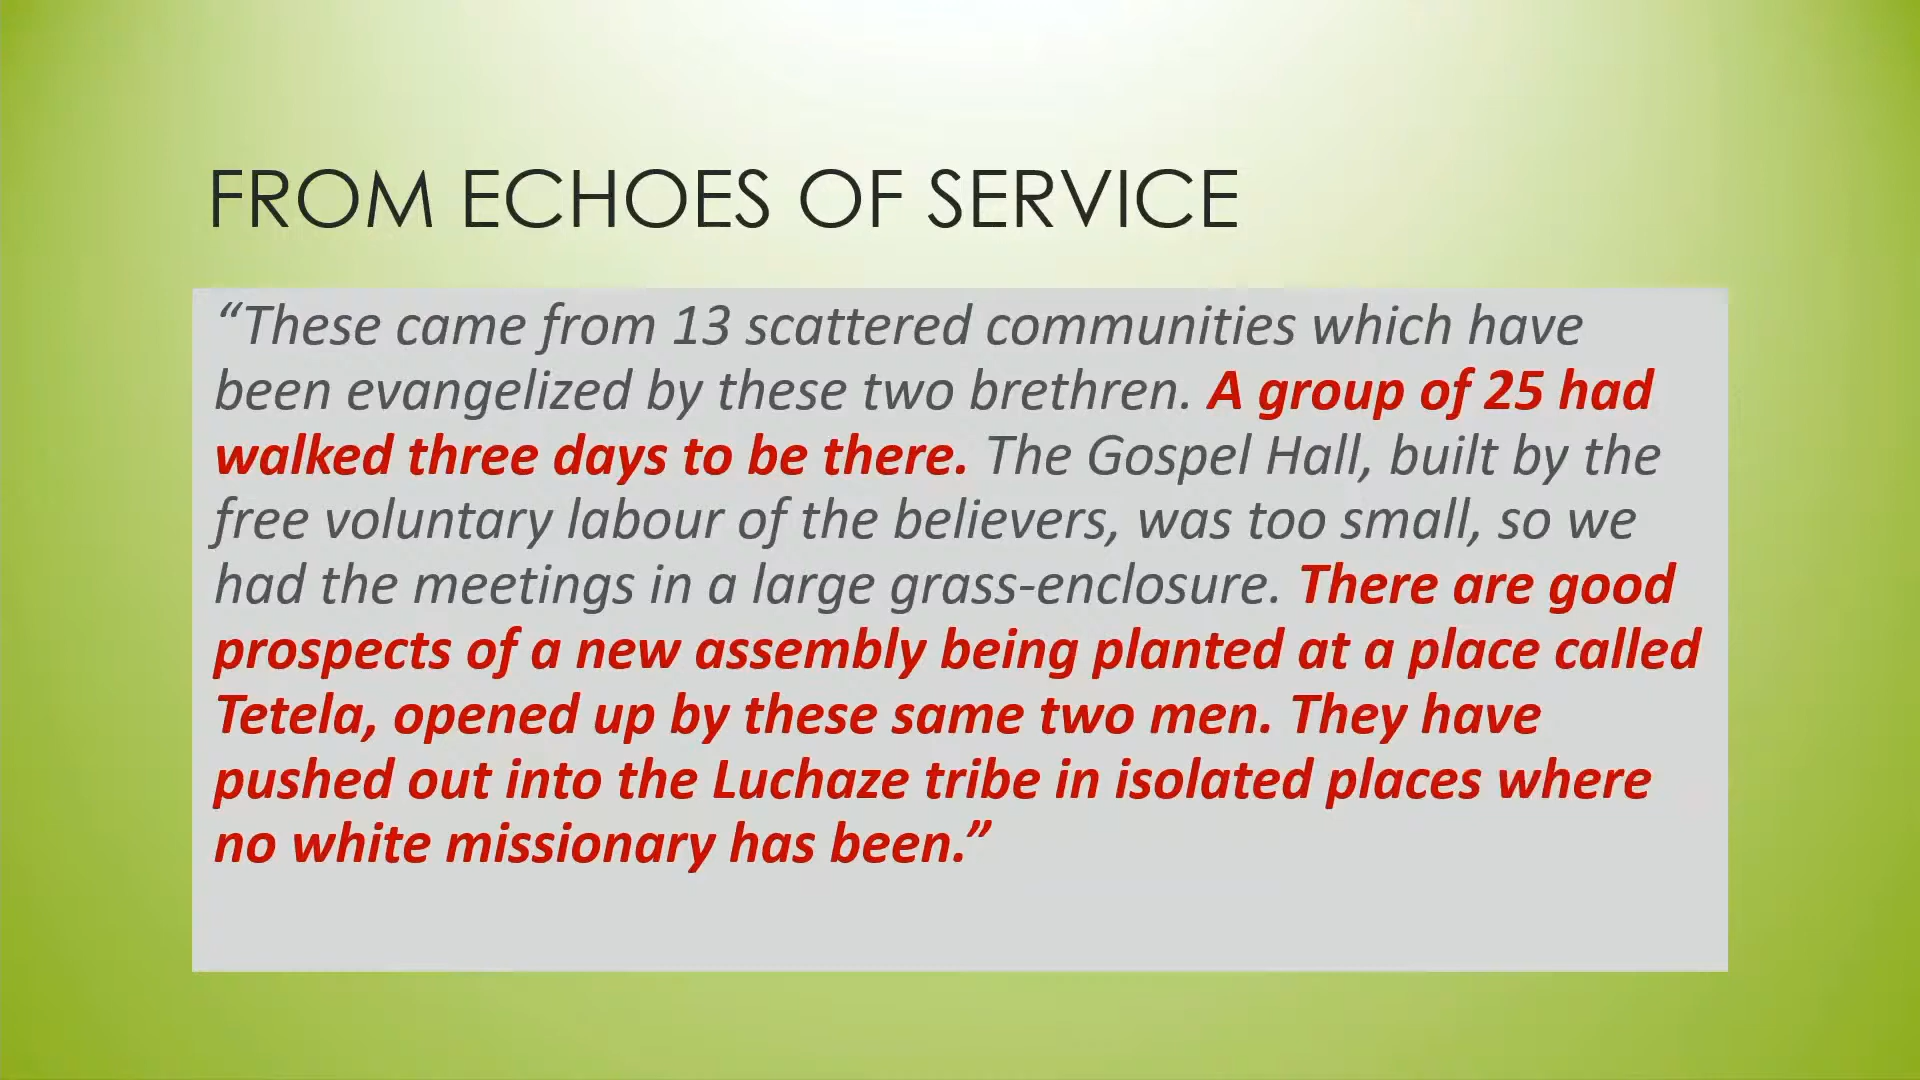 FROM ECHOES OF SERVICE
“These came from 13 scattered communities which have
been evangelized by these two brethren. A group of 25 had
walked three days to be there. The Gospel Hall, built by the
free voluntary labour of the believers, was too small, so we
had the meetings in a large grass-enclosure. There are good
prospects of a new assembly being planted at a place called
Tetela, opened up by these same two men. They have
pushed out into the Luchaze tribe in isolated places where
no white missionary has been.”